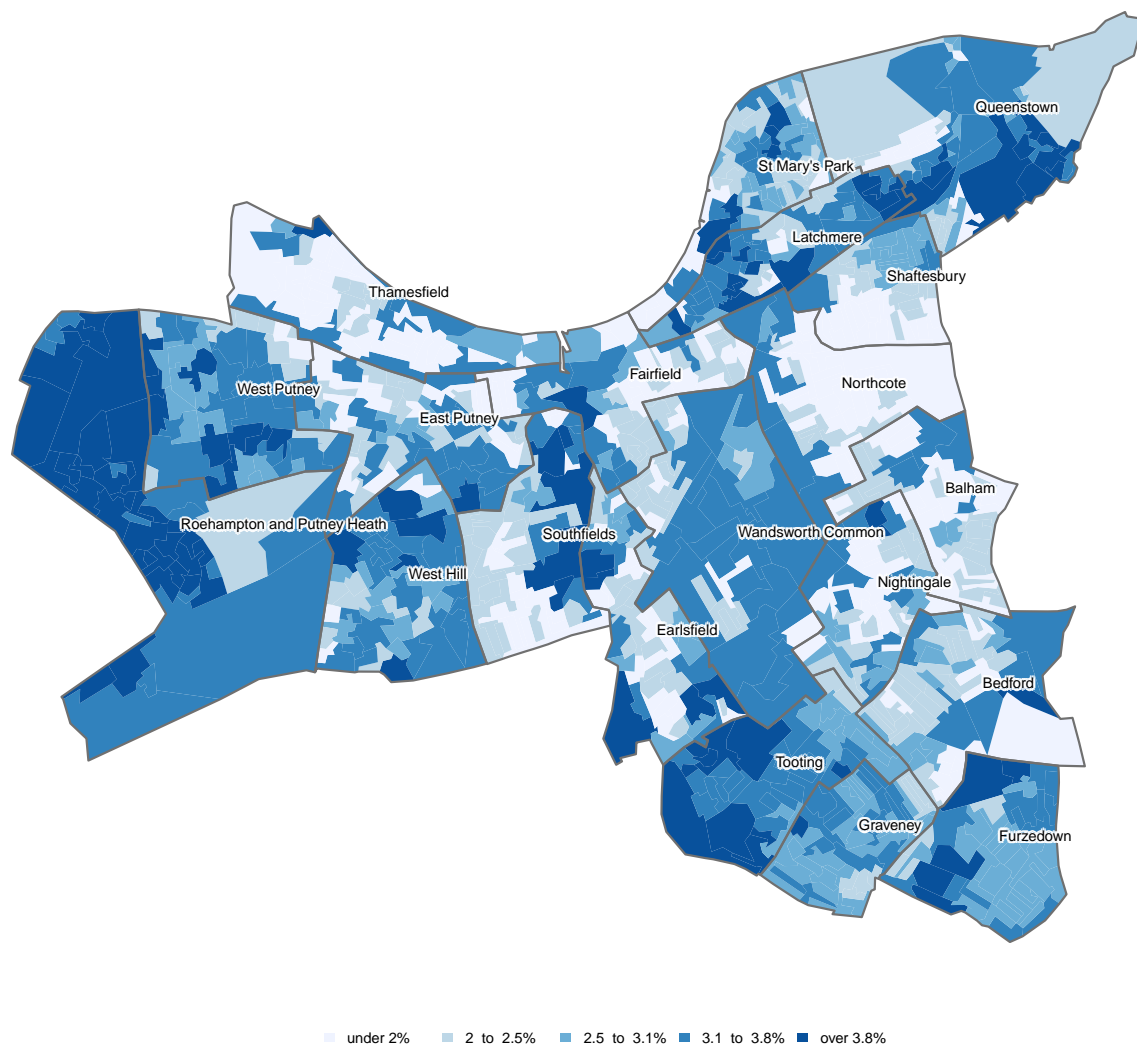 Queenstown
St Mary's Park
Latchmere
Shaftesbury
Thamesfield
Fairfield
Northcote
West Putney
East Putney
Balham
Roehampton and Putney Heath
Southfields
Wandsworth Common
West Hill
Nightingale
Earlsfield
Bedford
Tooting
Graveney
Furzedown
under 2% 2 to 2.5% 2.5 to 3.1% 3.1 to 3.8% over 3.8%